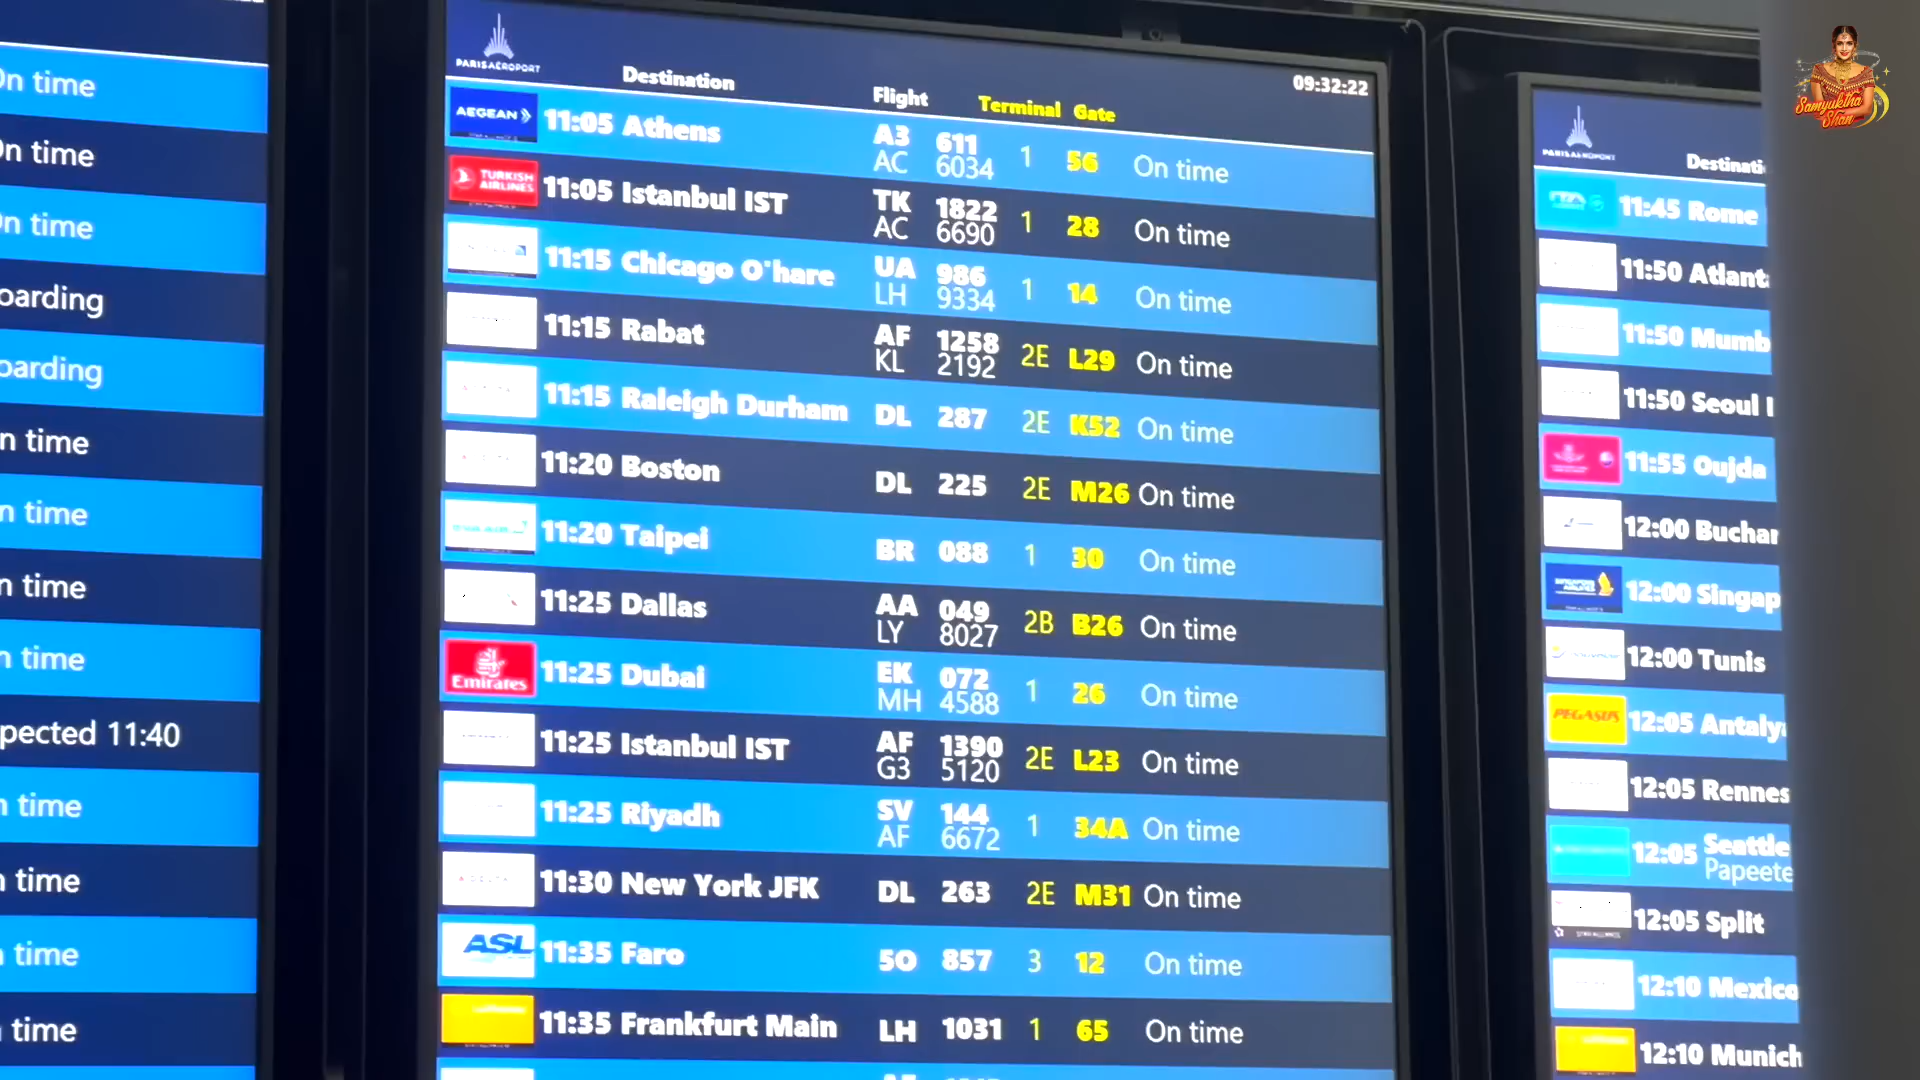 On time
On time
On time
oarding
oarding
n time
n time
n time
n time
pected 11:40
n time
n time
time
time
PARISAEROPORT
Destination Flight Terminal Gate 09:32:22
AEGEAN 11:05 Athens A3 611 1 56 On time
AC 6034
TURKISH AIRLINES 11:05 Istanbul IST TK 1822 1 28 On time
AC 6690
11:15 Chicago O'hare UA 986 1 14 On time
LH 9334
11:15 Rabat AF 1258 2E L29 On time
KL 2192
11:15 Raleigh Durham DL 287 2E K52 On time
11:20 Boston DL 225 2E M26 On time
11:20 Taipei BR 088 1 30 On time
11:25 Dallas AA 049 2B B26 On time
LY 8027
Emirates 11:25 Dubai EK 072 1 26 On time
MH 4588
11:25 Istanbul IST AF 1390 2E L23 On time
G3 5120
11:25 Riyadh SV 144 1 34A On time
AF 6672
11:30 New York JFK DL 263 2E M31 On time
ASL 11:35 Faro 5O 857 3 12 On time
11:35 Frankfurt Main LH 1031 1 65 On time
PARISAEROPORT
Destinati
11:45 Rome
11:50 Atlant
11:50 Mumb
11:50 Seoul I
11:55 Oujda
12:00 Buchar
SINGAPORE AIRLINES 12:00 Singap
12:00 Tunis
PEGASUS 12:05 Antaly
12:05 Rennes
12:05 Seattle
Papeete
12:05 Split
12:10 Mexico
12:10 Munich
Samyuktha
Shan